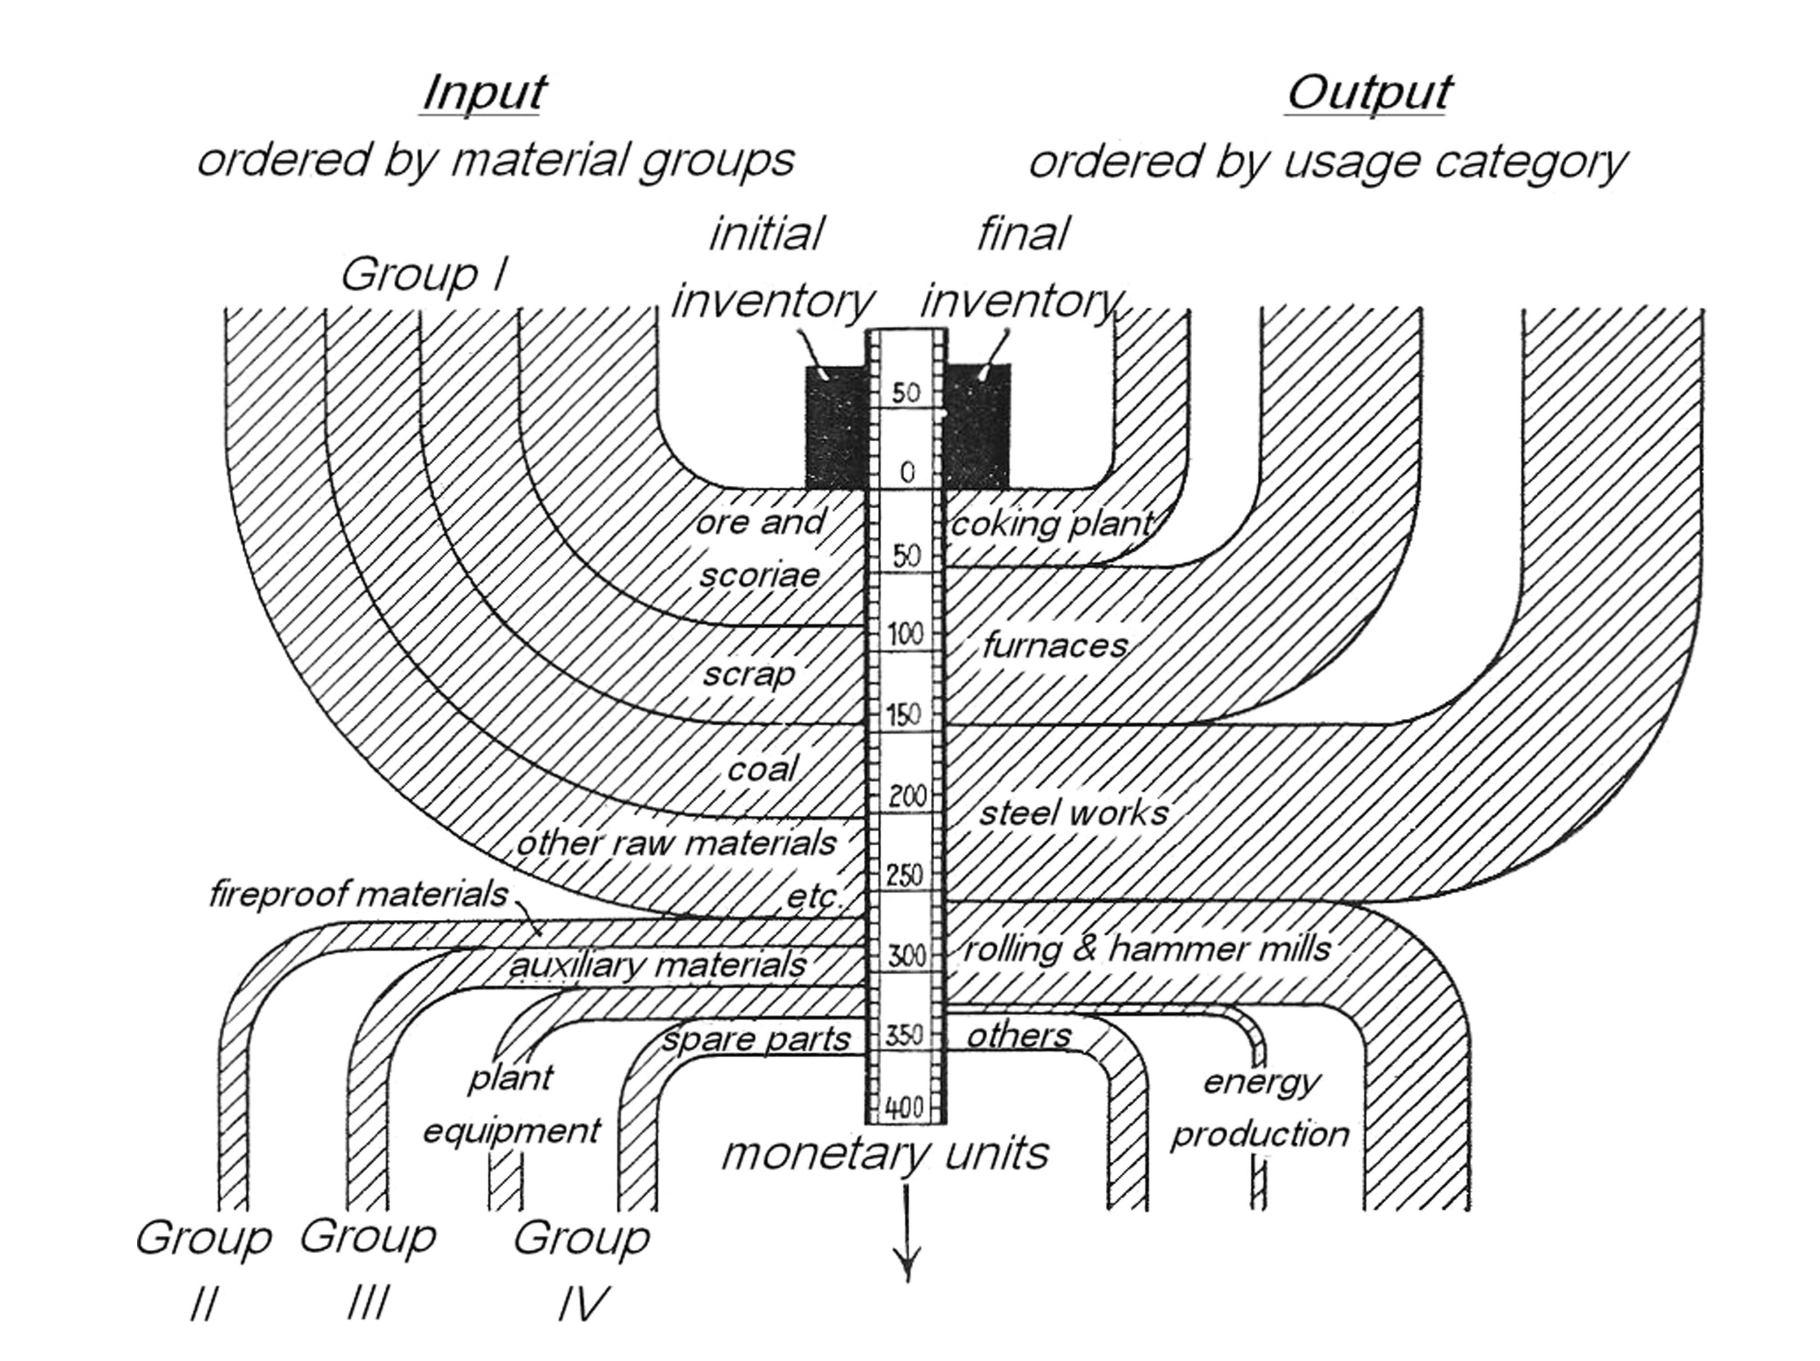 Input
ordered by material groups
Output
ordered by usage category
initial
inventory
final
inventory
Group I
50
0
50
100
150
200
250
300
350
400
ore and
scoriae
scrap
coal
other raw materials
etc.
fireproof materials
auxiliary materials
spare parts
plant
equipment
coking plant
furnaces
steel works
rolling & hammer mills
others
energy
production
monetary units
Group
II
Group
III
Group
IV